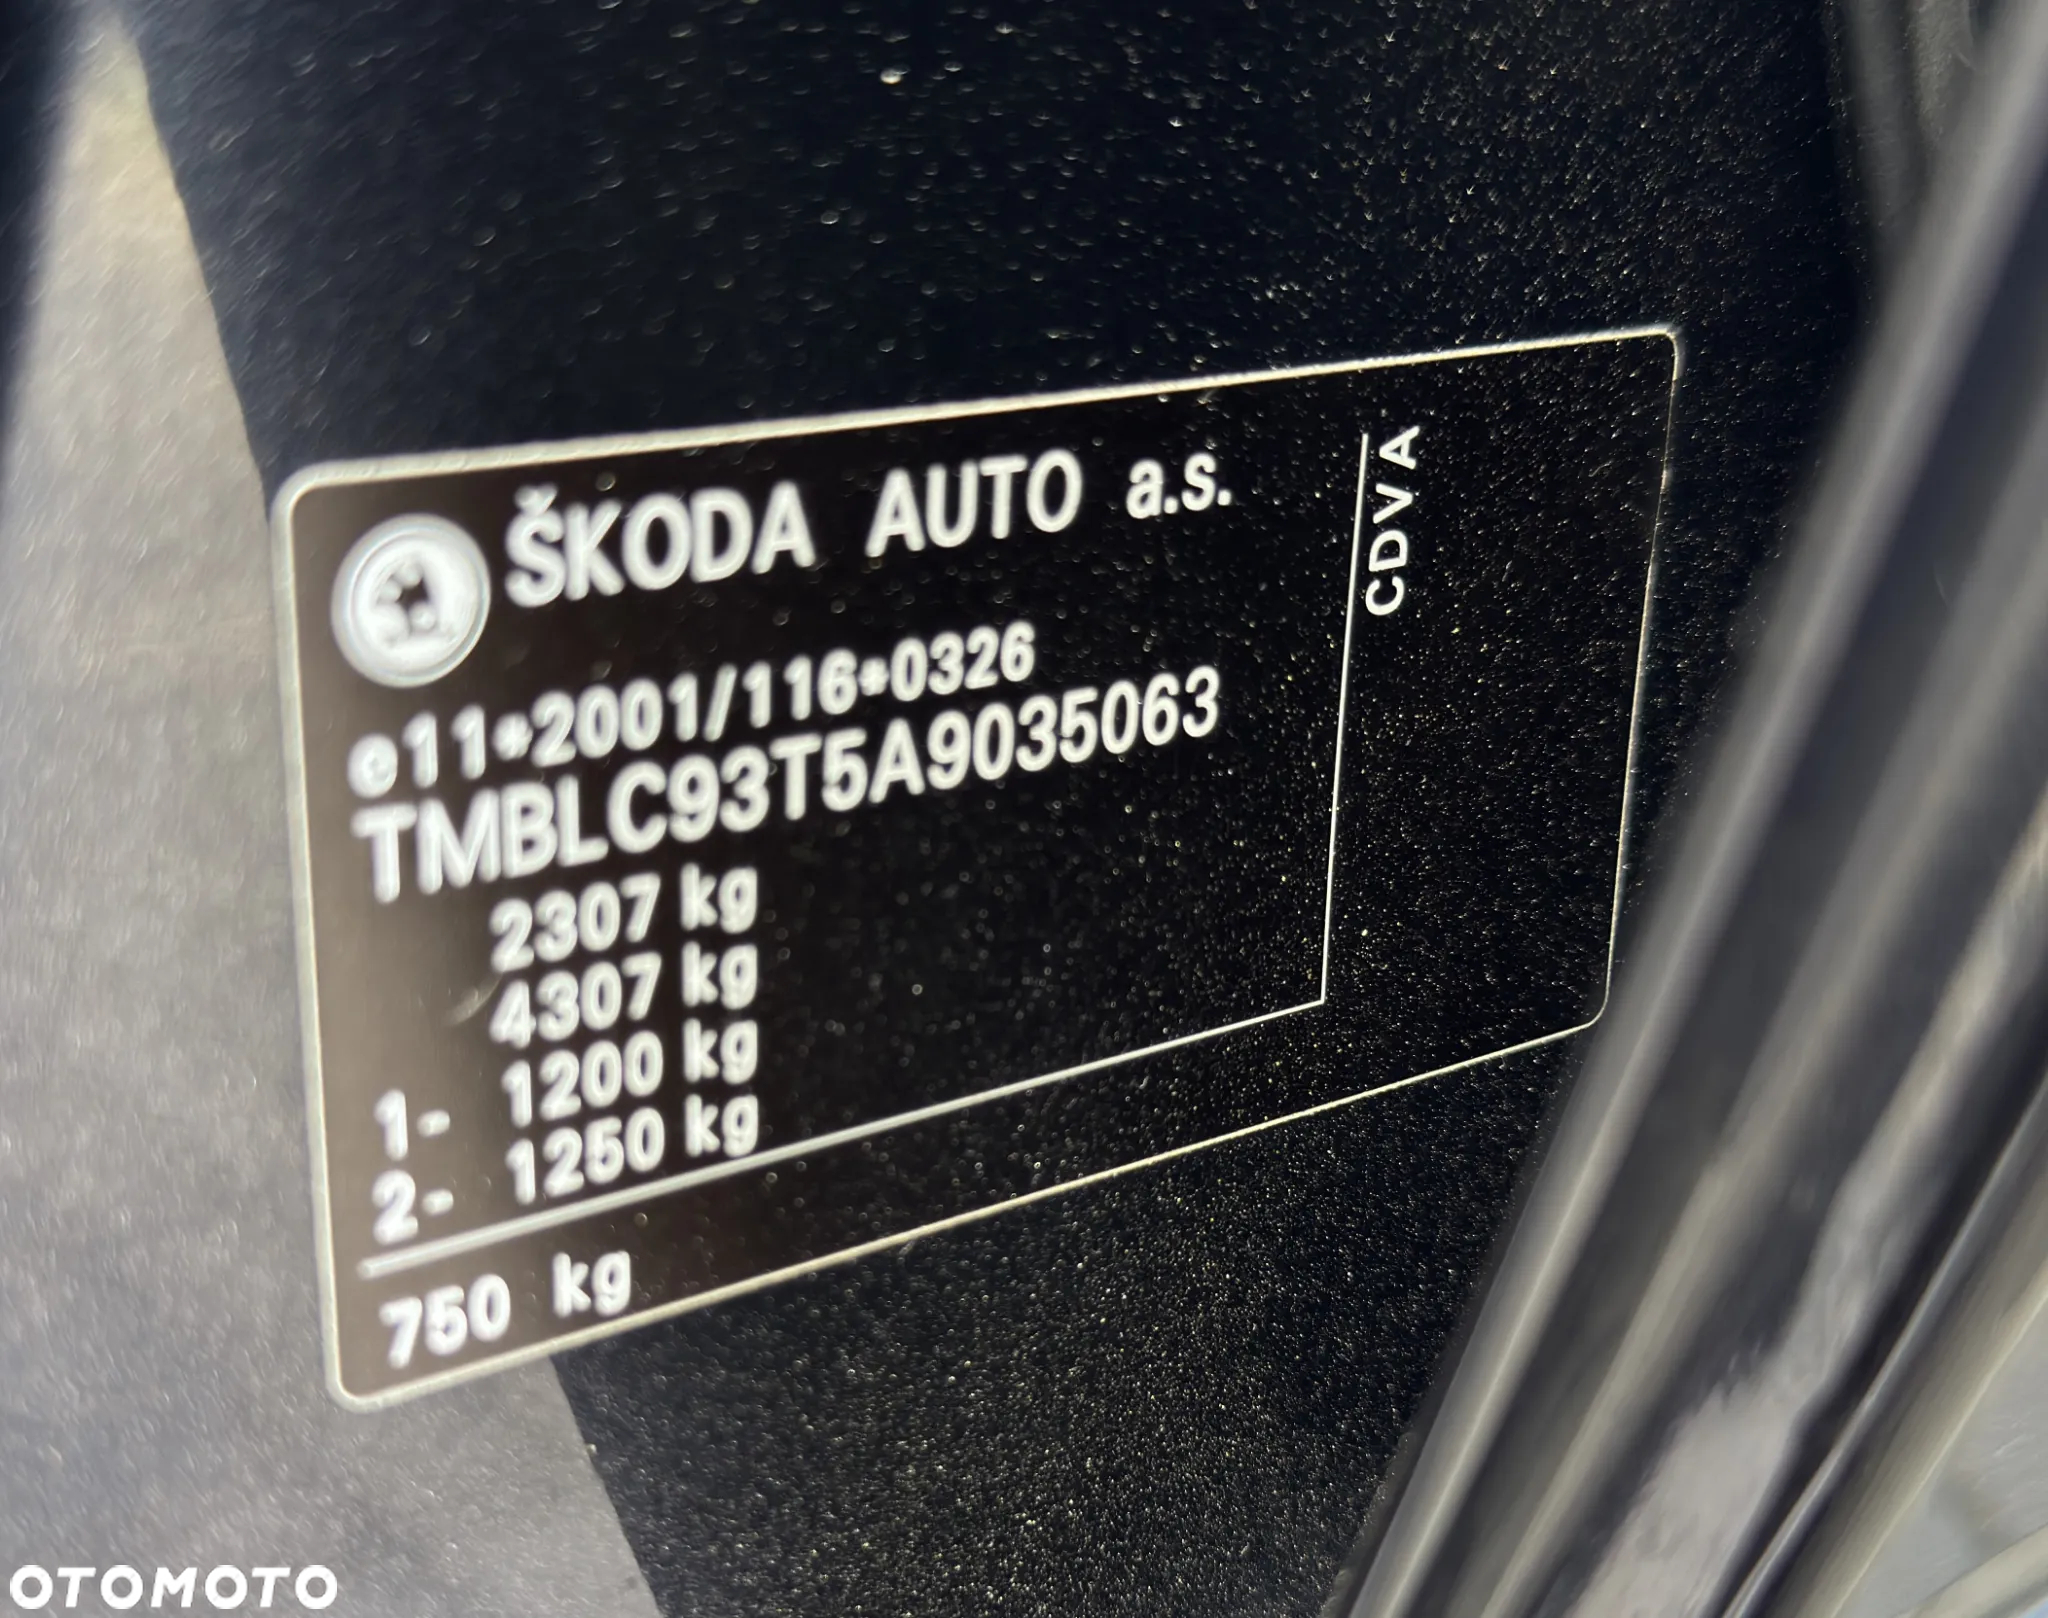 ŠKODA AUTO a.s.
CDVA
e11*2001/116*0326
TMBLC93T5A9035063
2307 kg
4307 kg
1- 1200 kg
2- 1250 kg
750 kg
OTOMOTO